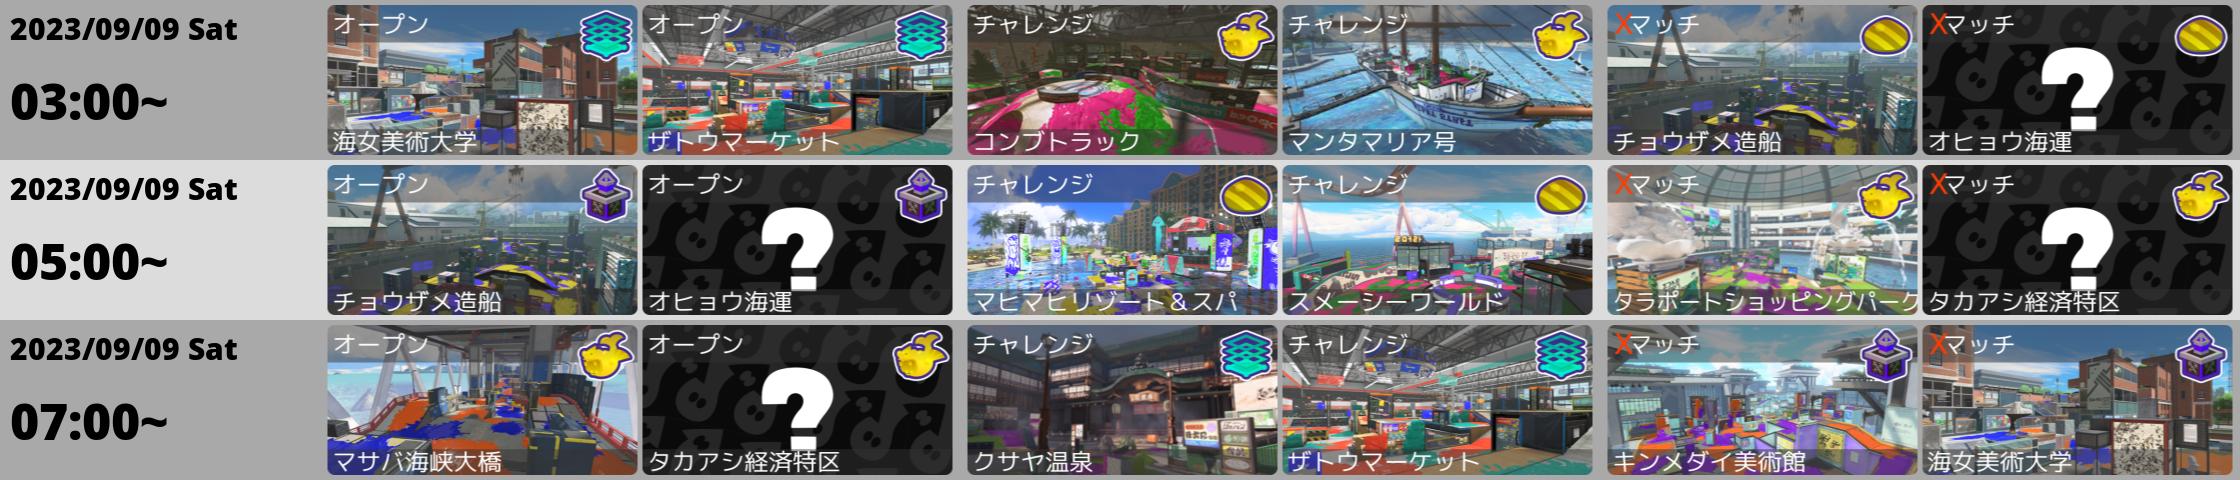 2023/09/09 Sat
03:00~
オープン
海女美術大学
オープン
ザトウマーケット
チャレンジ
コンブトラック
チャレンジ
マンタマリア号
Xマッチ
チョウザメ造船
Xマッチ
?
オヒョウ海運
2023/09/09 Sat
05:00~
オープン
チョウザメ造船
オープン
?
オヒョウ海運
チャレンジ
マヒマヒリゾート&スパ
チャレンジ
スメーシーワールド
Xマッチ
タラポートショッピングパーク
Xマッチ
?
タカアシ経済特区
2023/09/09 Sat
07:00~
オープン
マサバ海峡大橋
オープン
?
タカアシ経済特区
チャレンジ
クサヤ温泉
チャレンジ
ザトウマーケット
Xマッチ
キンメダイ美術館
Xマッチ
海女美術大学